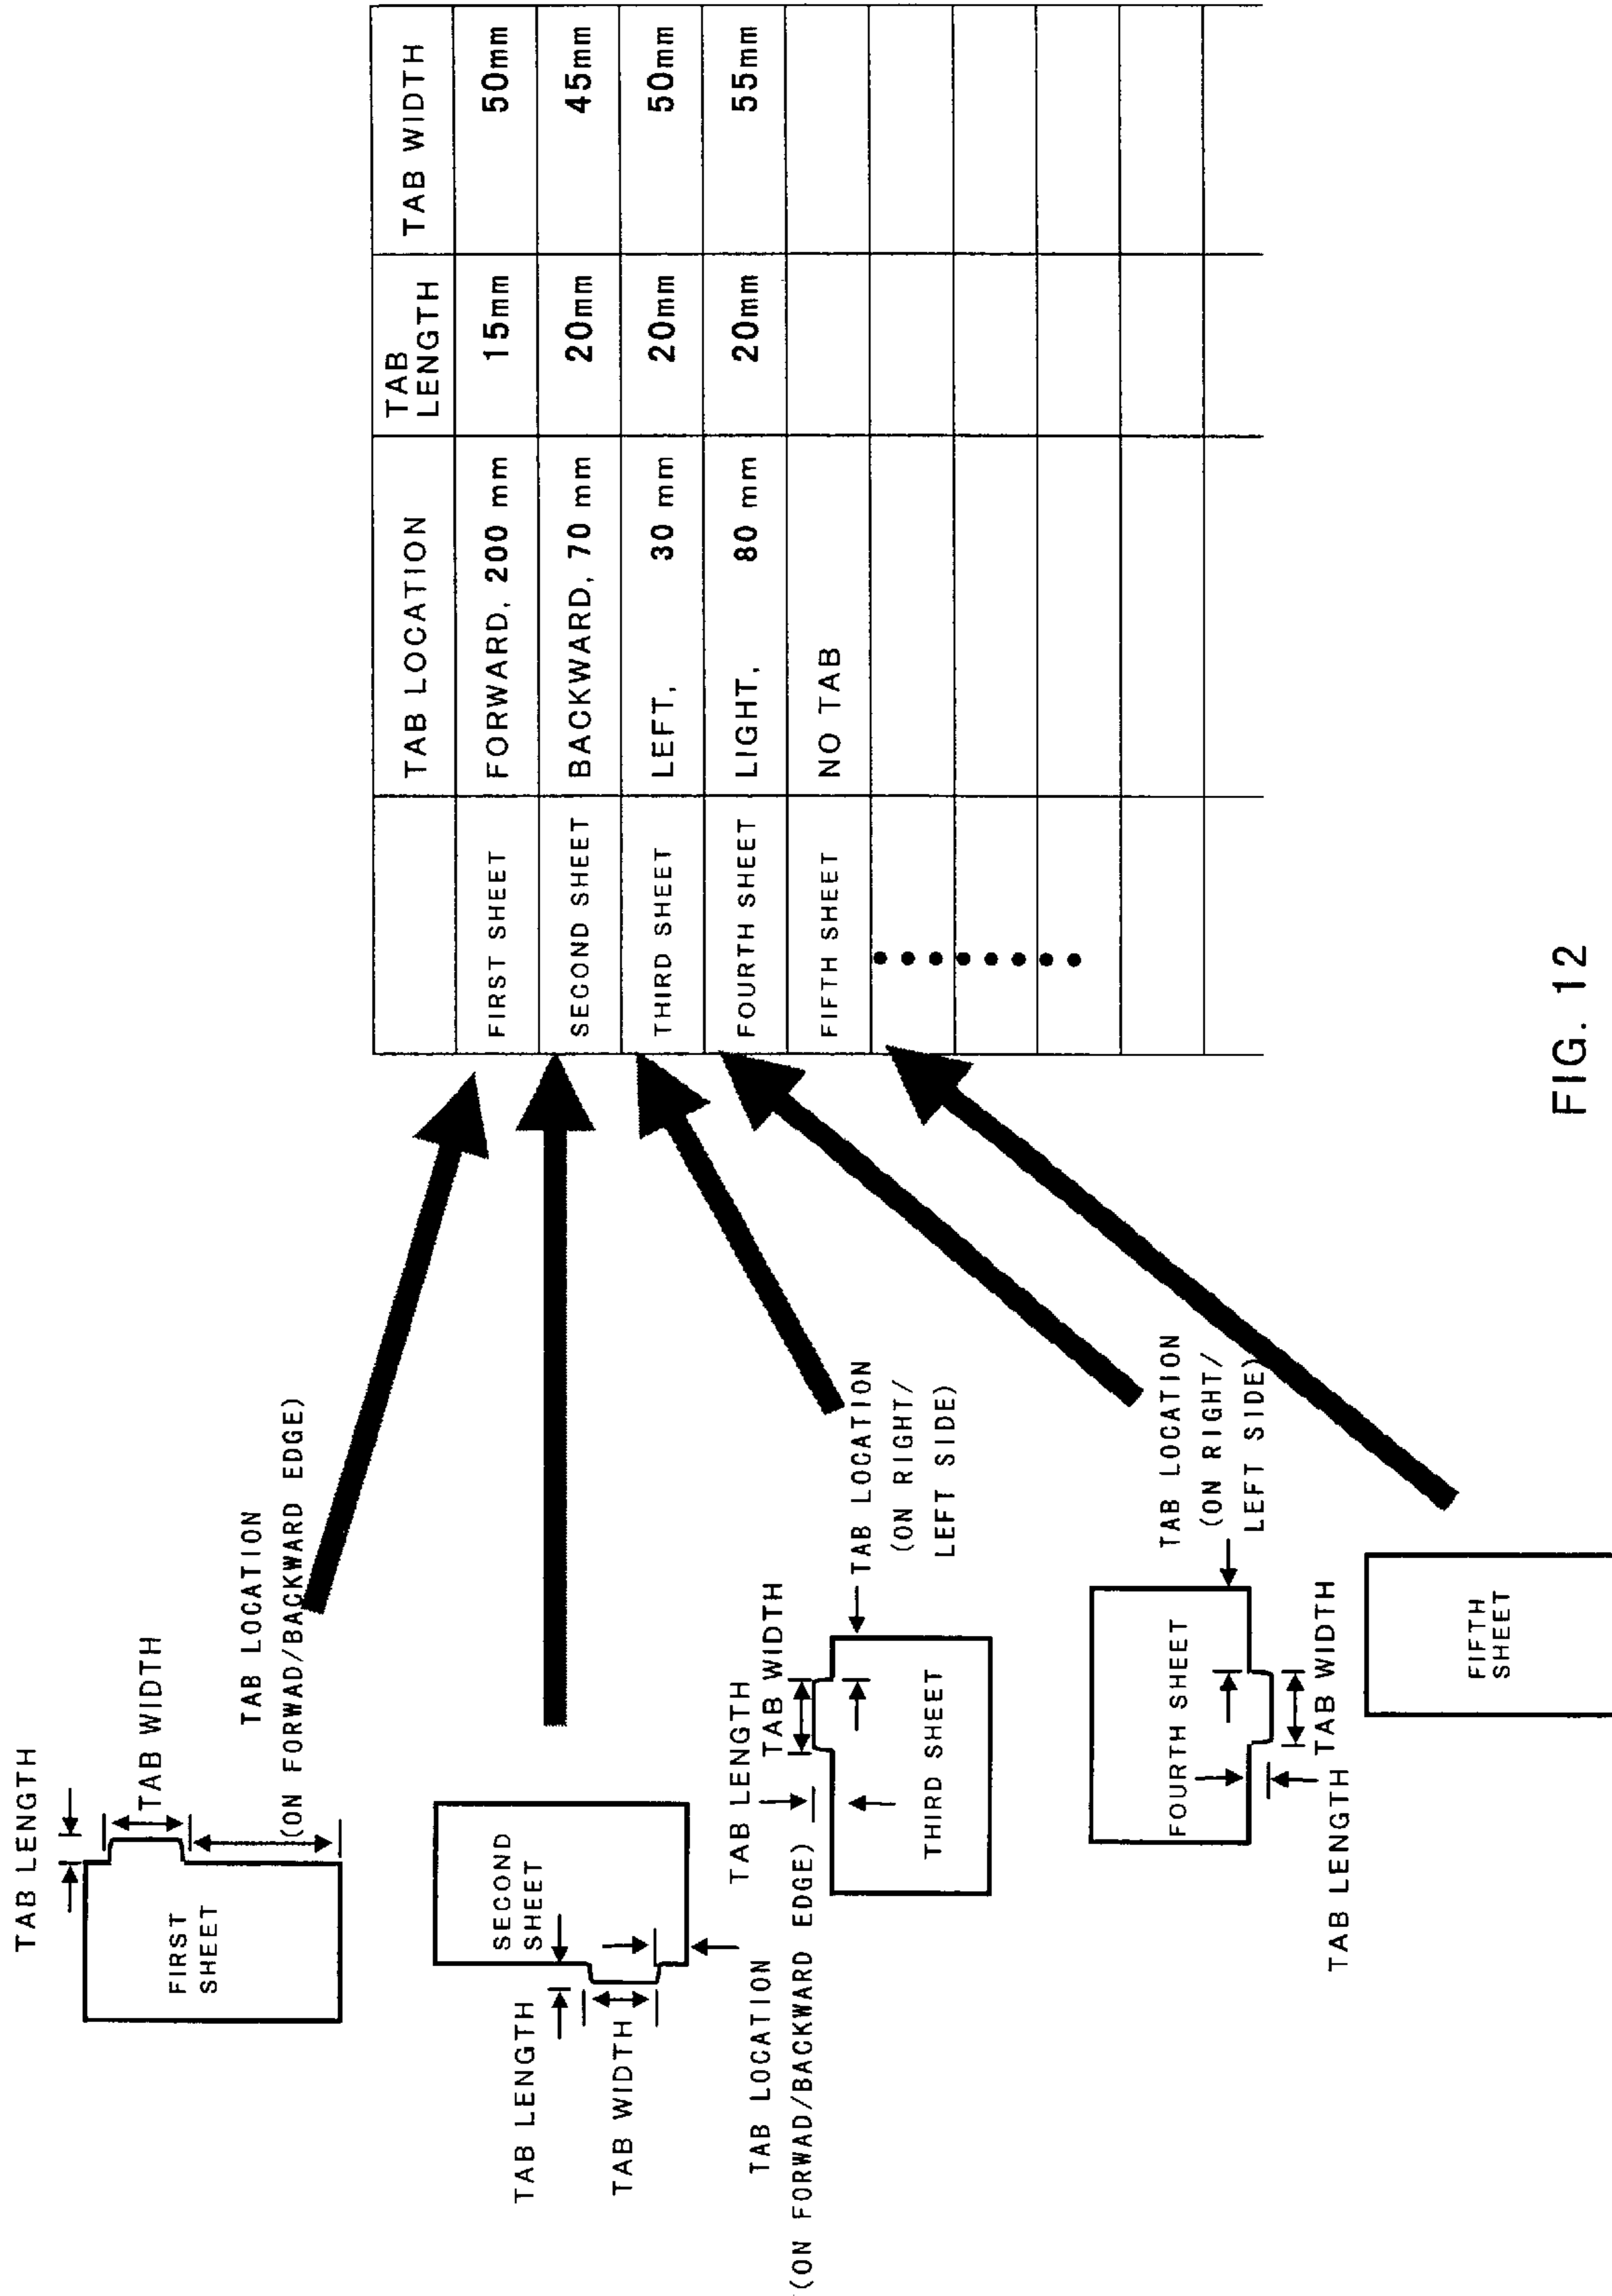 TAB LENGTH
TAB WIDTH
TAB LOCATION
(ON FORWAD/BACKWARD EDGE)
FIRST
SHEET
SECOND
SHEET
TAB LENGTH
TAB WIDTH
TAB LOCATION
(ON FORWAD/BACKWARD EDGE)
TAB LENGTH
TAB WIDTH
TAB LOCATION
(ON RIGHT/
LEFT SIDE)
THIRD SHEET
FOURTH SHEET
TAB LOCATION
(ON RIGHT/
LEFT SIDE)
TAB LENGTH
TAB WIDTH
FIFTH
SHEET
TAB LOCATION TAB LENGTH TAB WIDTH
FIRST SHEET FORWARD, 200 mm 15mm 50mm
SECOND SHEET BACKWARD, 70 mm 20mm 45mm
THIRD SHEET LEFT, 30 mm 20mm 50mm
FOURTH SHEET LIGHT, 80 mm 20mm 55mm
FIFTH SHEET NO TAB
FIG. 12